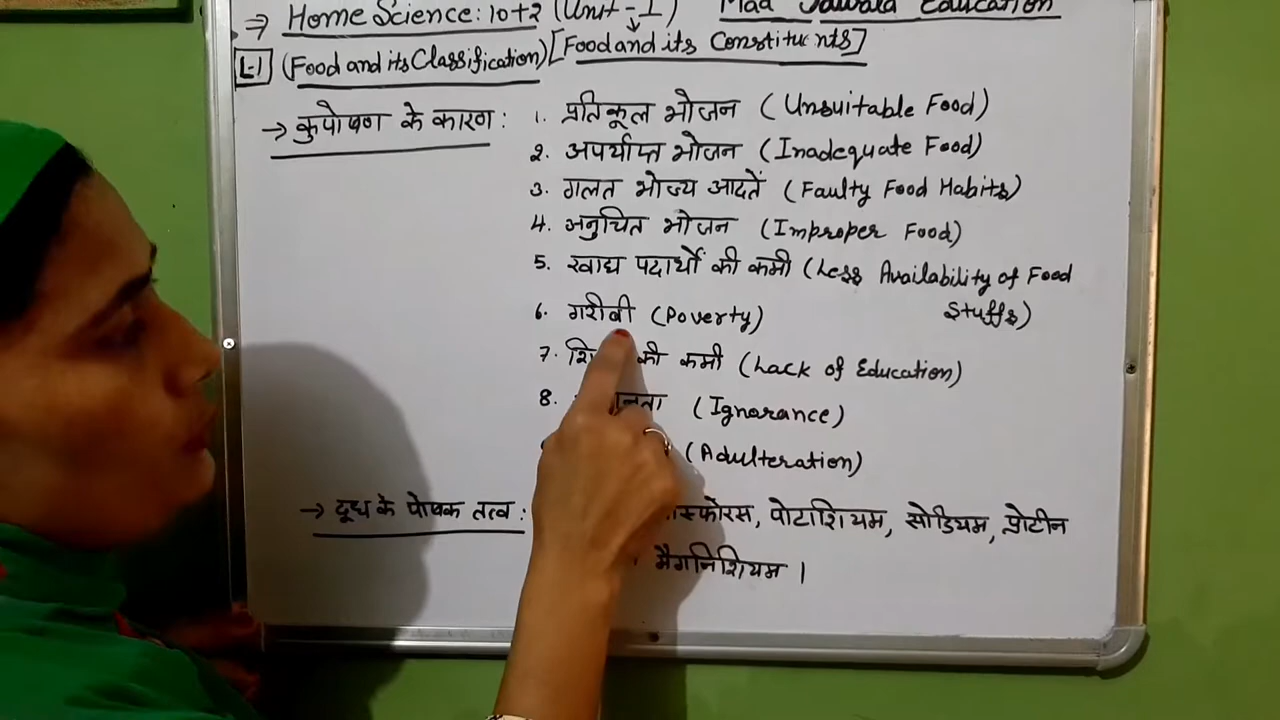 ⇒ Home Science: 10+2 (Unit-I) Maa Education
L-1 (Food and its Classification) [Food and its Constituents]
→ कुपोषण के कारण : 1. प्रतिकूल भोजन (Unsuitable Food)
2. अपर्याप्त भोजन (Inadequate Food)
3. गलत भोज्य आदतें (Faulty Food Habits)
4. अनुचित भोजन (Improper Food)
5. खाद्य पदार्थों की कमी (Less Availability of Food
Stuffs)
6. गरीबी (Poverty)
7. की कमी (Lack of Education)
8. (Ignorance)
(Adulteration)
→ दूध के पोषक तत्व : पोटाशियम, सोडियम, प्रोटीन
मैगनिशियम ।